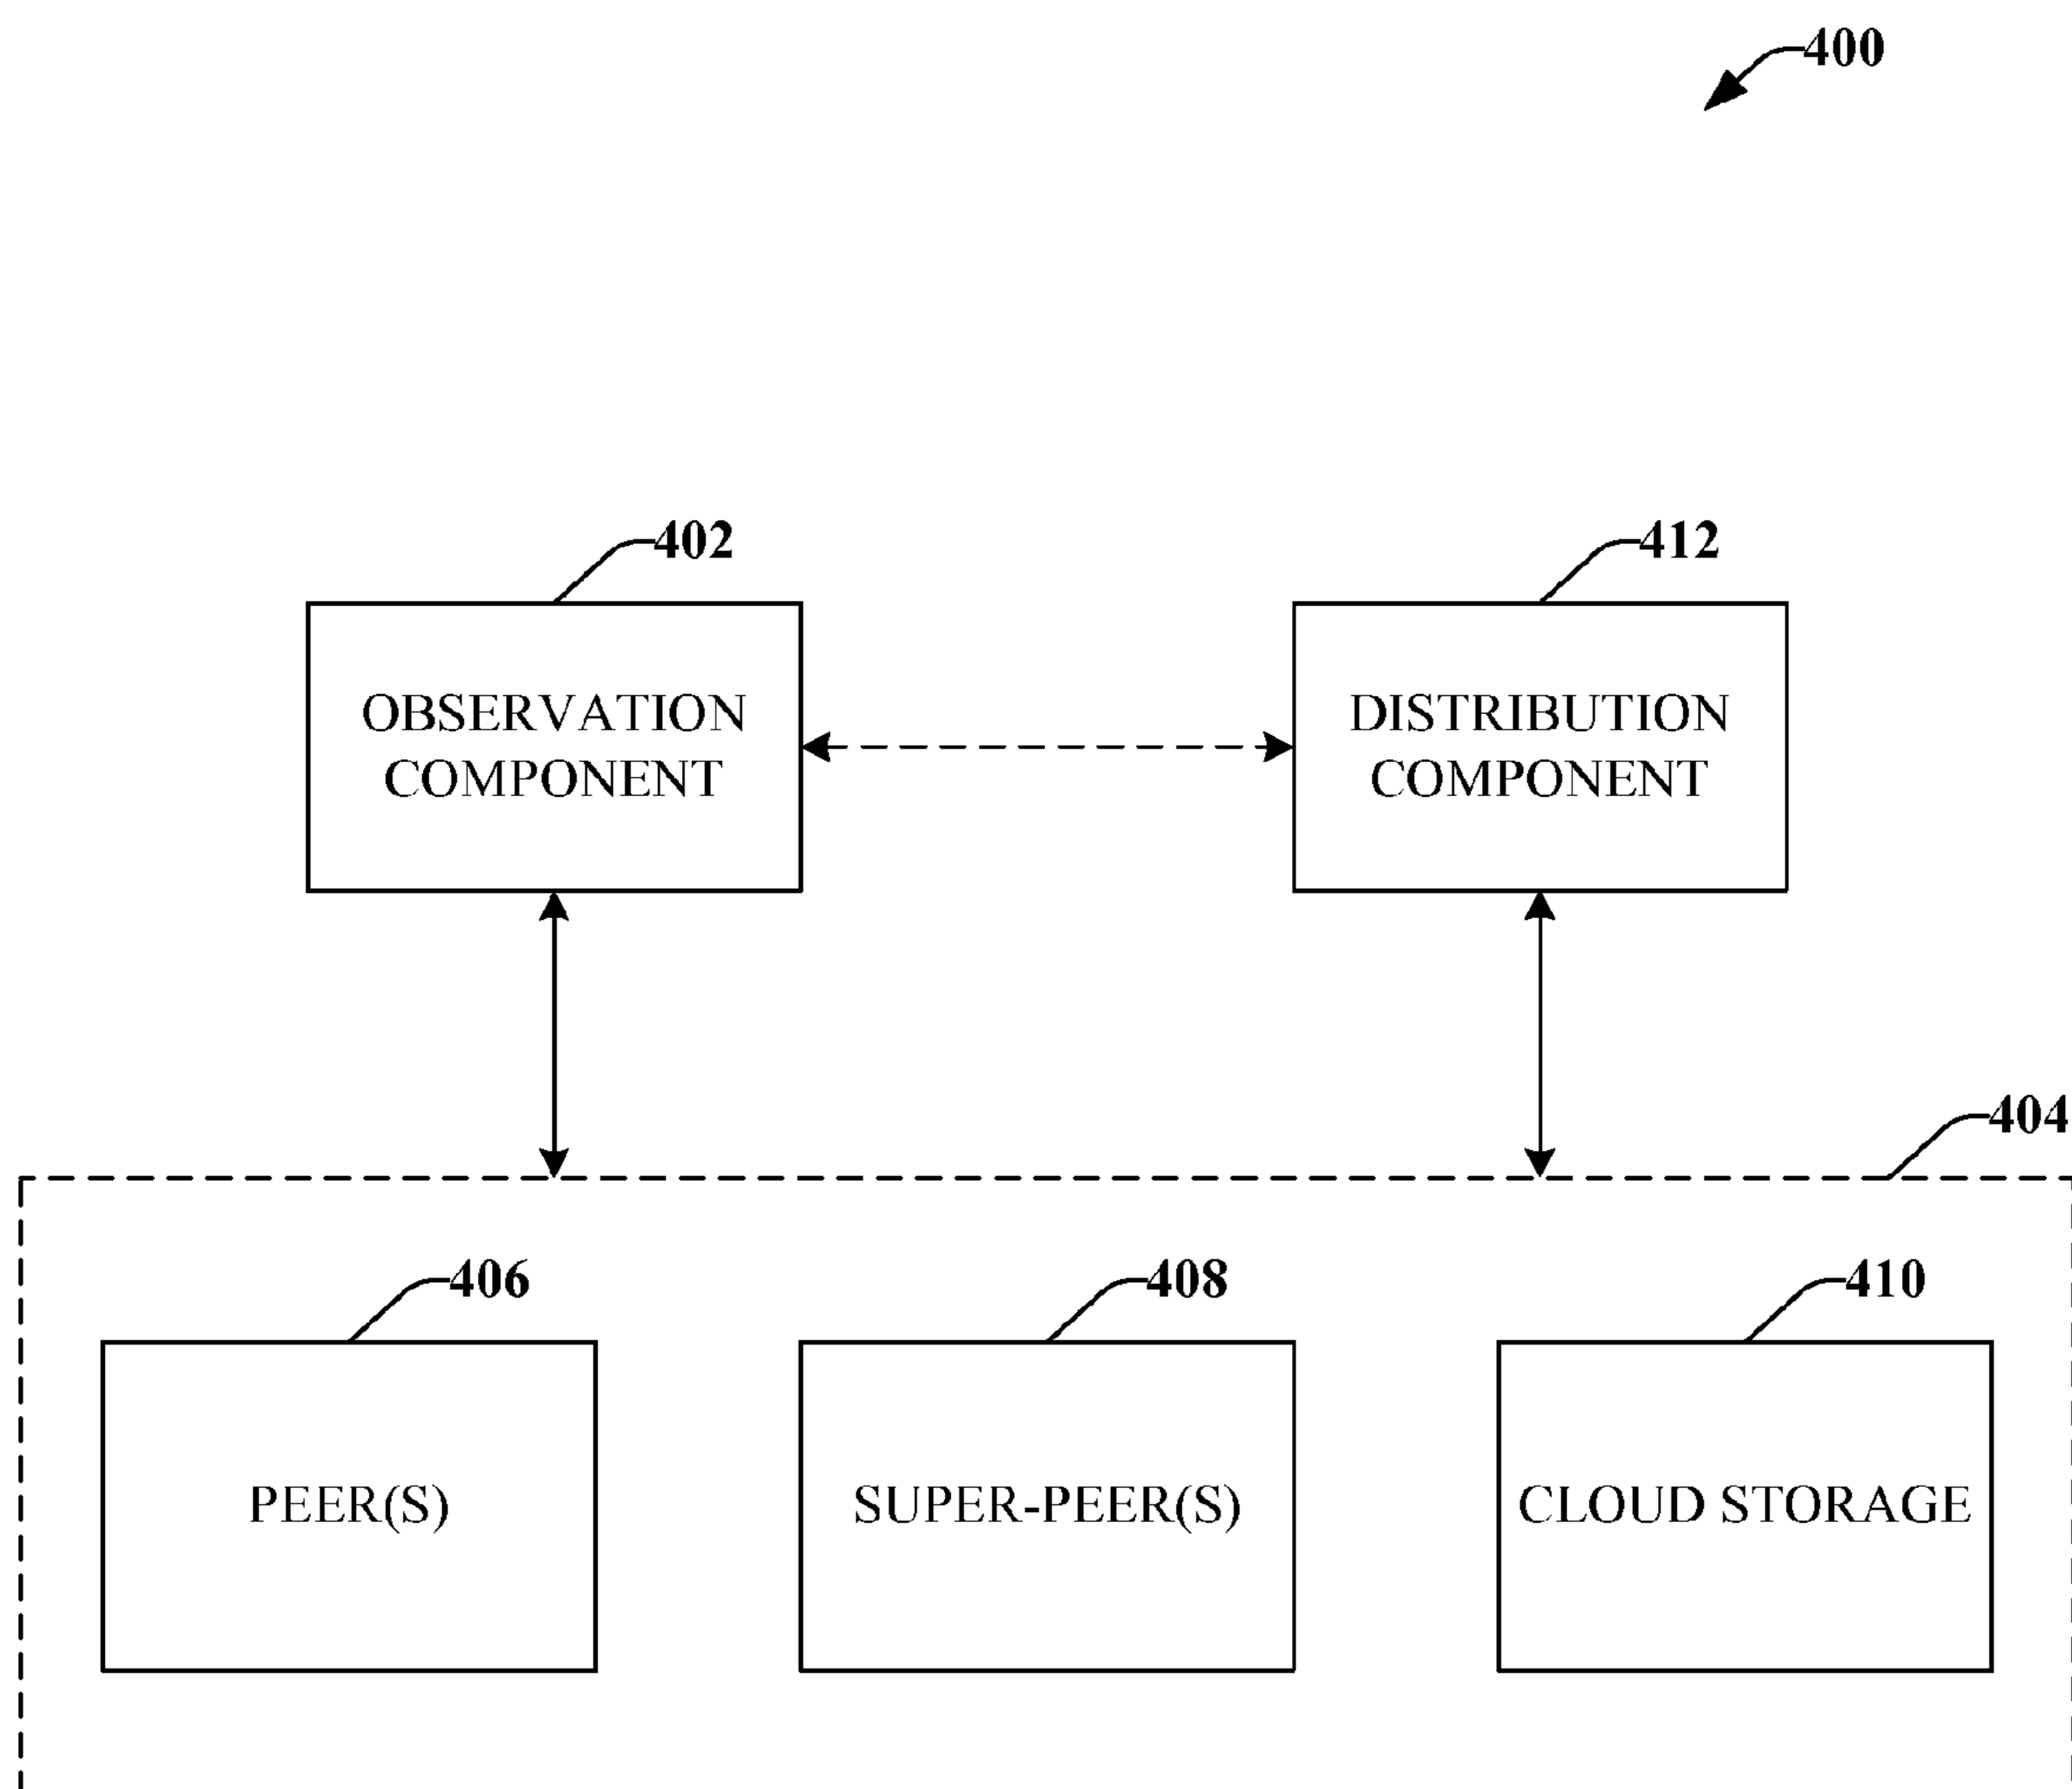 400
402
412
OBSERVATION
COMPONENT
DISTRIBUTION
COMPONENT
404
406
408
410
PEER(S)
SUPER-PEER(S)
CLOUD STORAGE